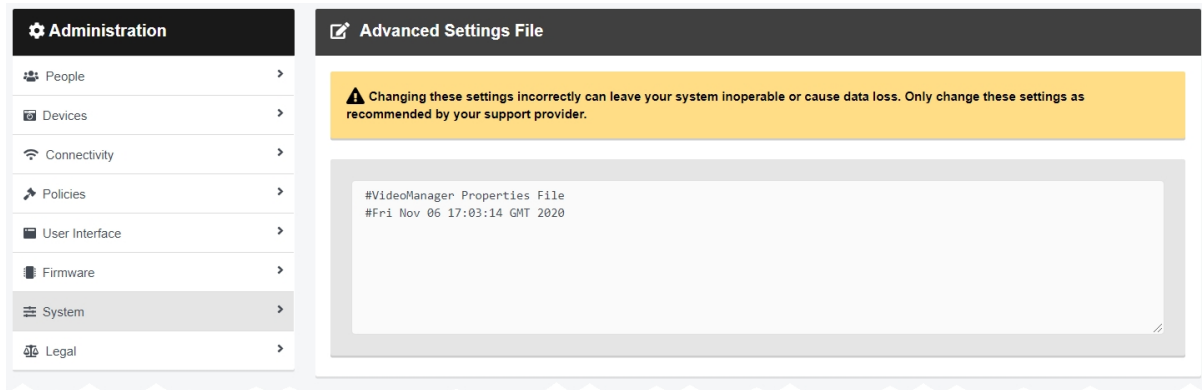 Administration
People
Devices
Connectivity
Policies
User Interface
Firmware
System
Legal
Advanced Settings File
Changing these settings incorrectly can leave your system inoperable or cause data loss. Only change these settings as
recommended by your support provider.
#VideoManager Properties File
#Fri Nov 06 17:03:14 GMT 2020